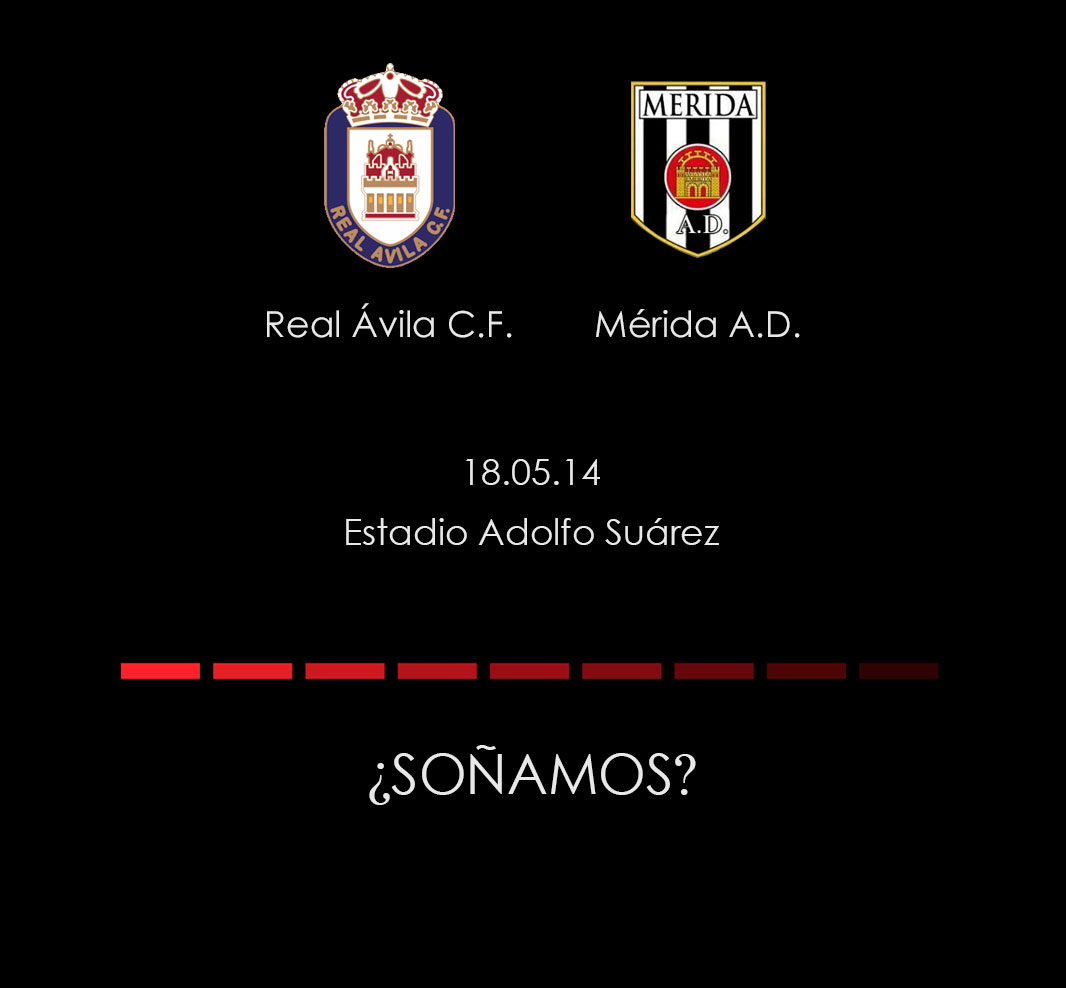 REAL AVILA C.F.
MERIDA
A.D.
Real Ávila C.F.
Mérida A.D.
18.05.14
Estadio Adolfo Suárez
¿SOÑAMOS?